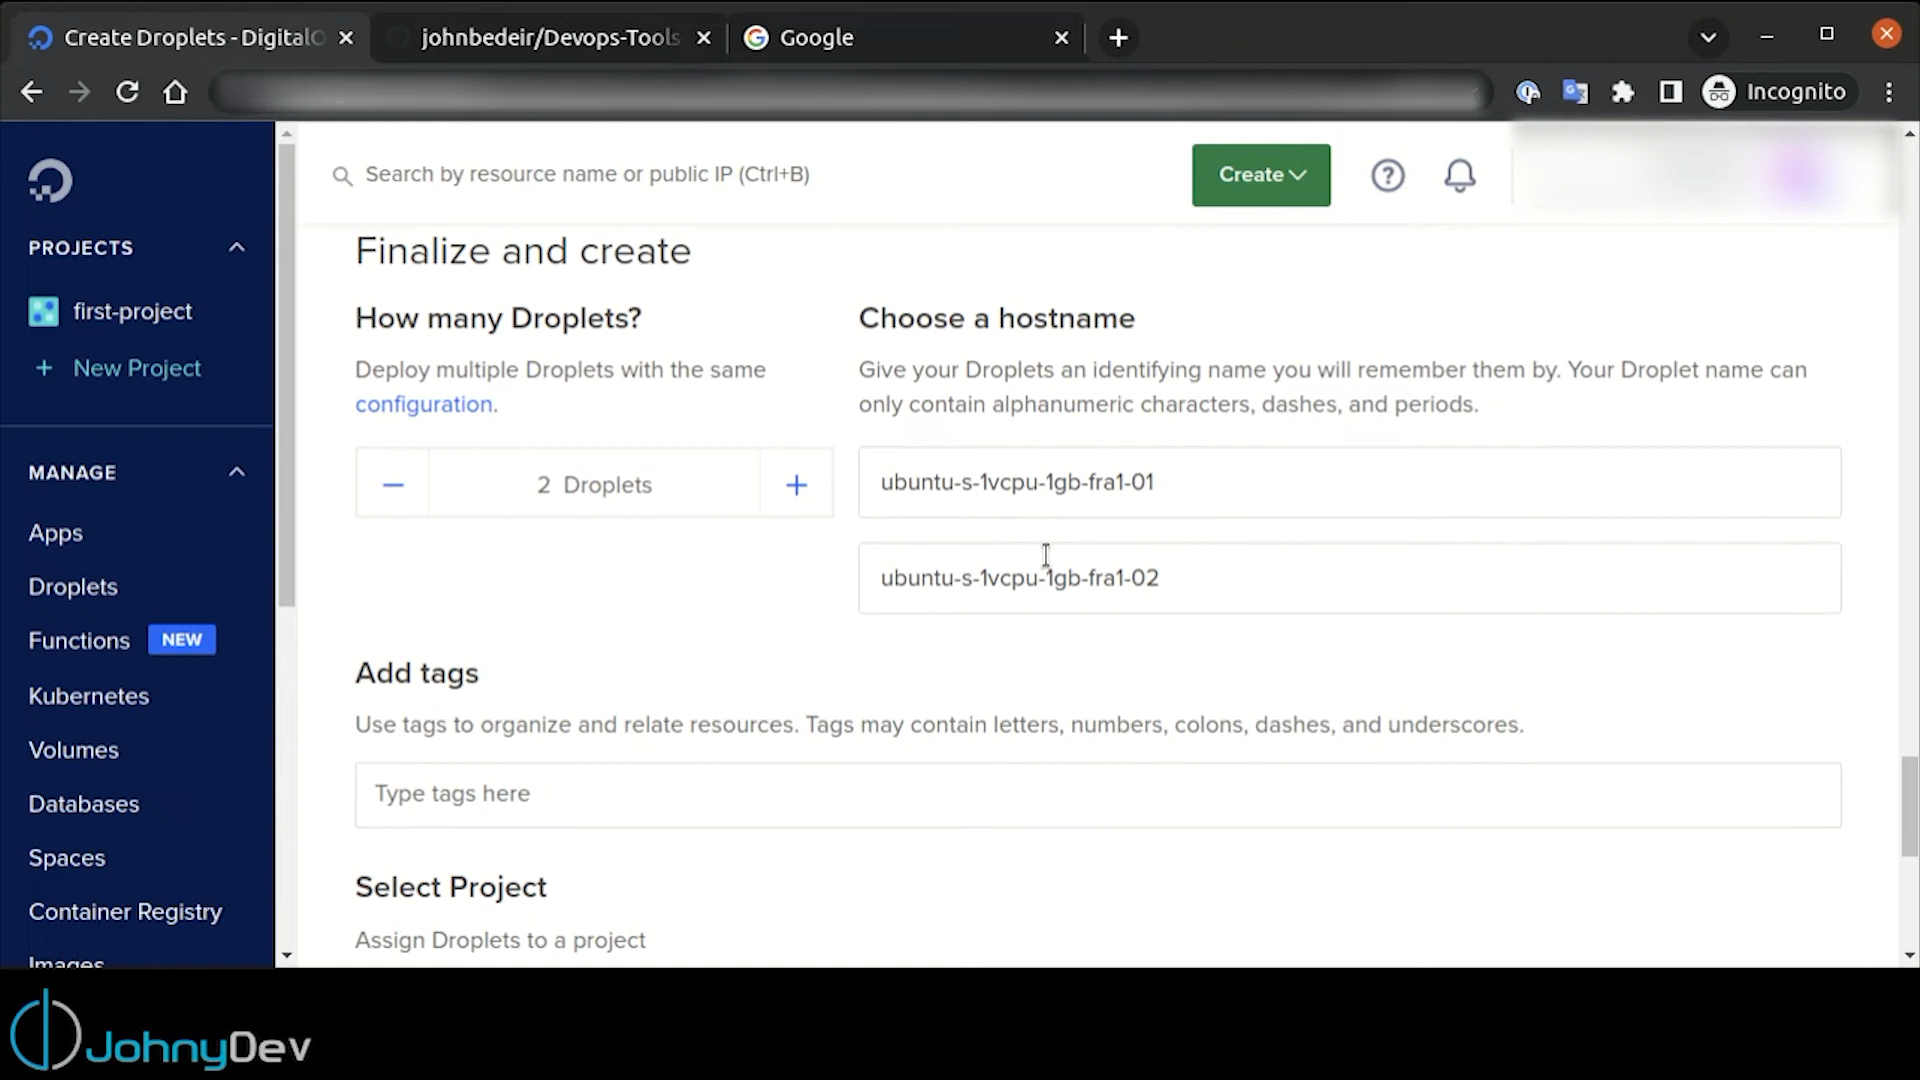 Create Droplets - DigitalO
johnbedeir/Devops-Tools
Google
Incognito
Search by resource name or public IP (Ctrl+B)
Create
PROJECTS
first-project
+ New Project
MANAGE
Apps
Droplets
Functions NEW
Kubernetes
Volumes
Databases
Spaces
Container Registry
Images
Finalize and create
How many Droplets?
Deploy multiple Droplets with the same
configuration.
− 2 Droplets +
Choose a hostname
Give your Droplets an identifying name you will remember them by. Your Droplet name can
only contain alphanumeric characters, dashes, and periods.
ubuntu-s-1vcpu-1gb-fra1-01
ubuntu-s-1vcpu-1gb-fra1-02
Add tags
Use tags to organize and relate resources. Tags may contain letters, numbers, colons, dashes, and underscores.
Type tags here
Select Project
Assign Droplets to a project
JohnyDev